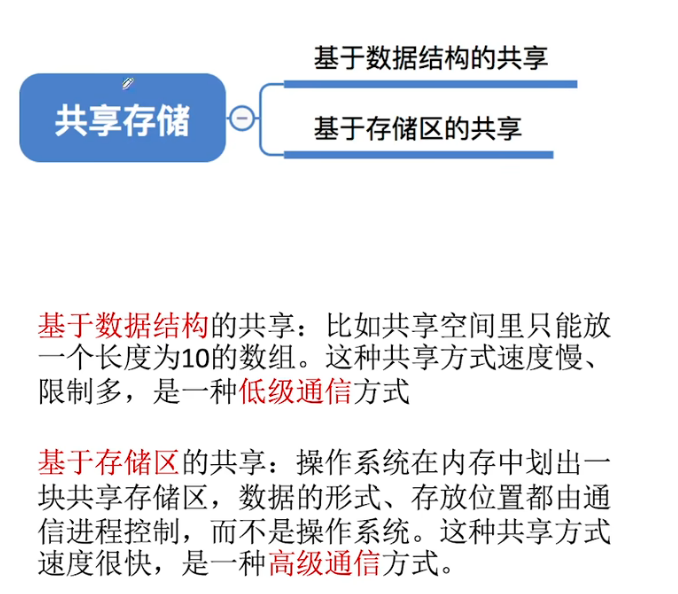 基于数据结构的共享
共享存储
基于存储区的共享
基于数据结构的共享：比如共享空间里只能放
一个长度为10的数组。这种共享方式速度慢、
限制多，是一种低级通信方式
基于存储区的共享：操作系统在内存中划出一
块共享存储区，数据的形式、存放位置都由通
信进程控制，而不是操作系统。这种共享方式
速度很快，是一种高级通信方式。